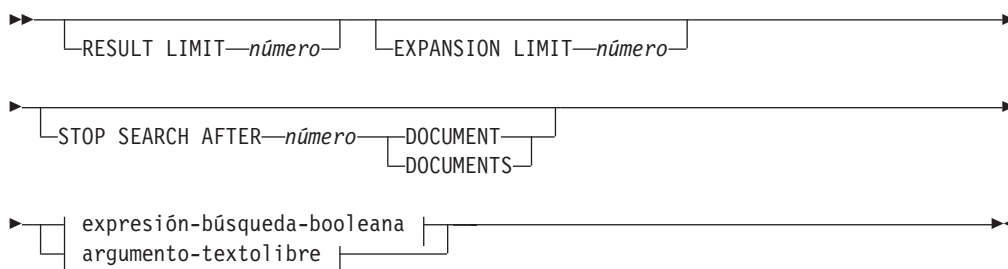 RESULT LIMIT número EXPANSION LIMIT número
STOP SEARCH AFTER número DOCUMENT
DOCUMENTS
expresión-búsqueda-booleana
argumento-textolibre